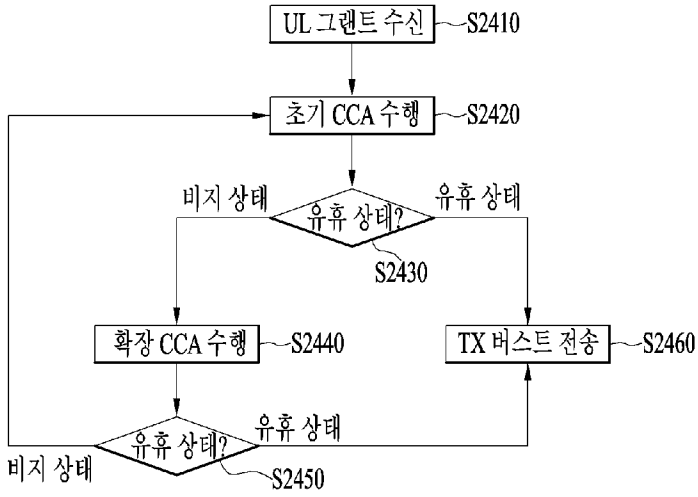 UL 그랜트 수신
S2410
초기 CCA 수행
S2420
비지 상태
유휴 상태
유휴 상태?
S2430
확장 CCA 수행
S2440
TX 버스트 전송
S2460
유휴 상태?
유휴 상태
비지 상태
S2450